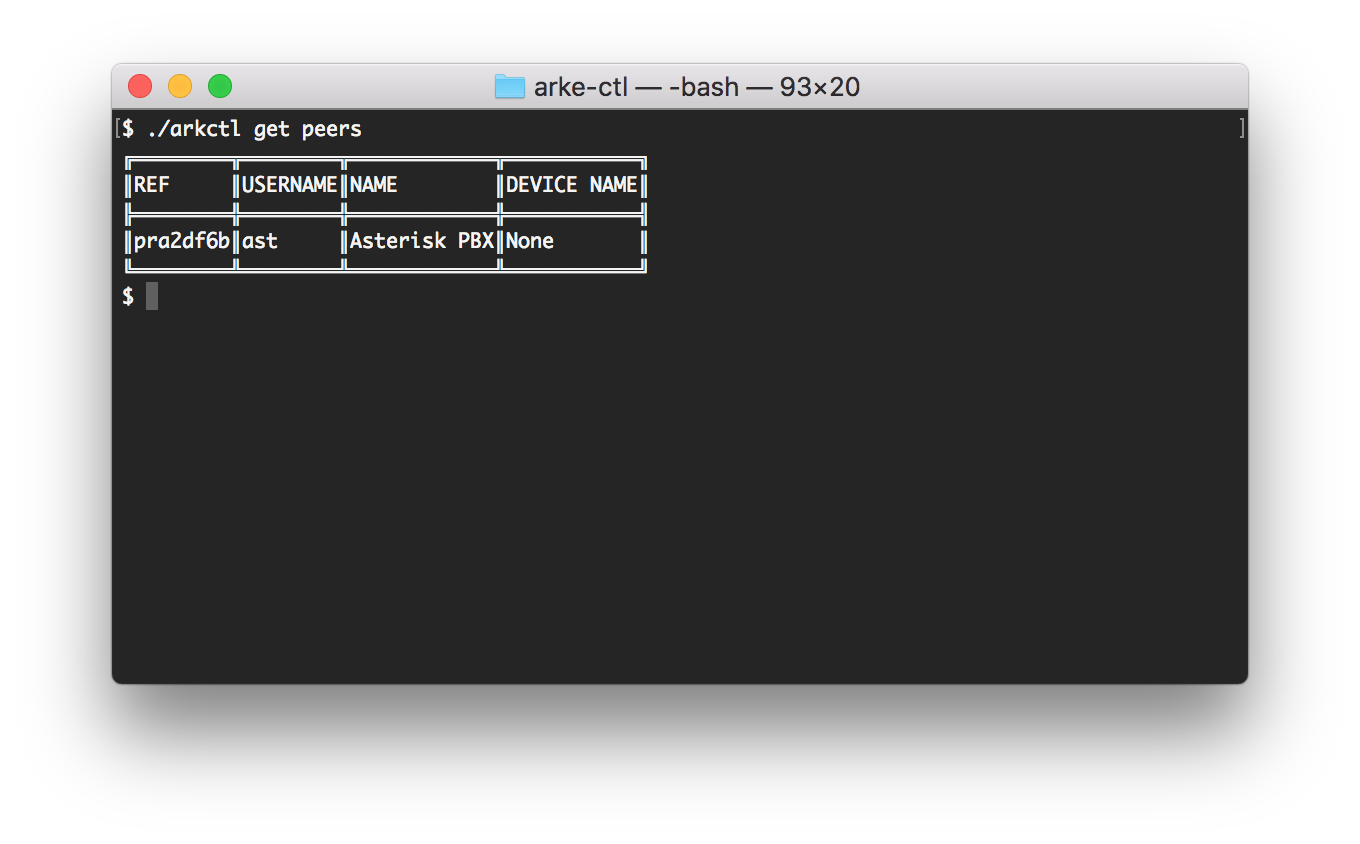 arke-ctl — -bash — 93×20
[$ ./arkctl get peers ]
╔════════╦════════╦════════════╦═══════════╗
║REF     ║USERNAME║NAME        ║DEVICE NAME║
╠════════╬════════╬════════════╬═══════════╣
║pra2df6b║ast     ║Asterisk PBX║None       ║
╚════════╩════════╩════════════╩═══════════╝
$